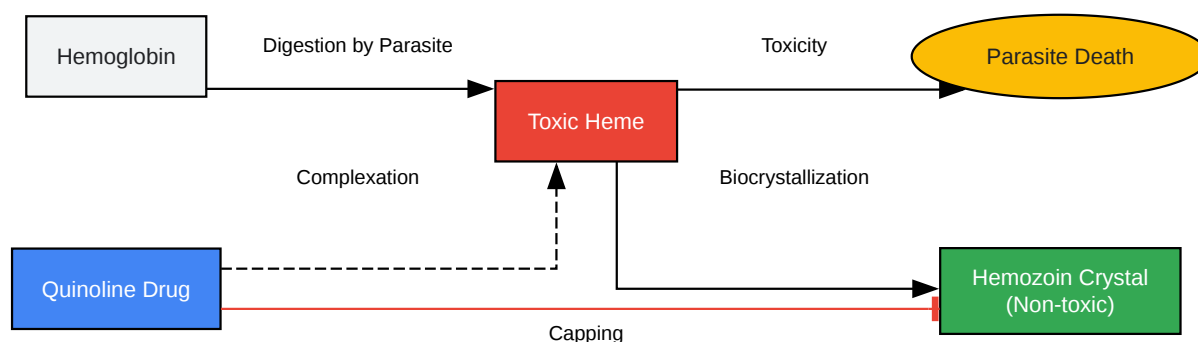 Hemoglobin
Digestion by Parasite
Toxicity
Parasite Death
Toxic Heme
Complexation
Biocrystallization
Quinoline Drug
Hemozoin Crystal
(Non-toxic)
Capping